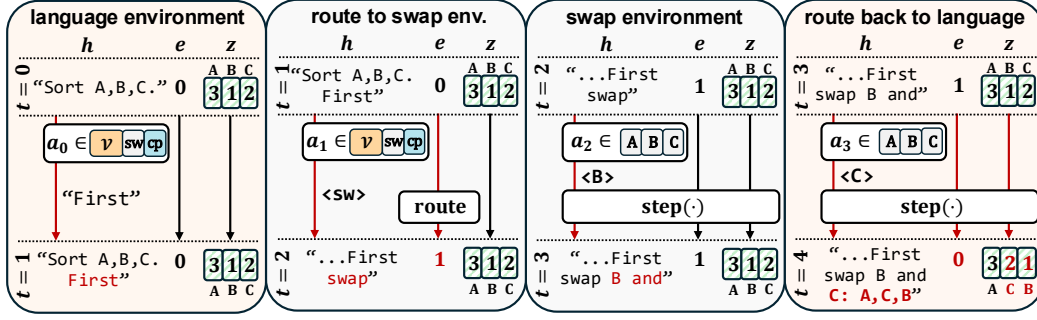 language environment
h e z
A B C
t = 0
“Sort A,B,C.” 0 3 1 2
a₀ ∈ 𝒱 sw cp
“First”
t = 1
“Sort A,B,C.
First” 0 3 1 2
A B C
route to swap env.
h e z
A B C
t = 1
“Sort A,B,C.
First” 0 3 1 2
a₁ ∈ 𝒱 sw cp
<sw>
route
t = 2
“...First
swap” 1 3 1 2
A B C
swap environment
h e z
A B C
t = 2
“...First
swap” 1 3 1 2
a₂ ∈ A B C
<B>
step(·)
t = 3
“...First
swap B and” 1 3 1 2
A B C
route back to language
h e z
A B C
t = 3
“...First
swap B and” 1 3 1 2
a₃ ∈ A B C
<C>
step(·)
t = 4
“...First
swap B and
C: A,C,B” 0 3 2 1
A C B